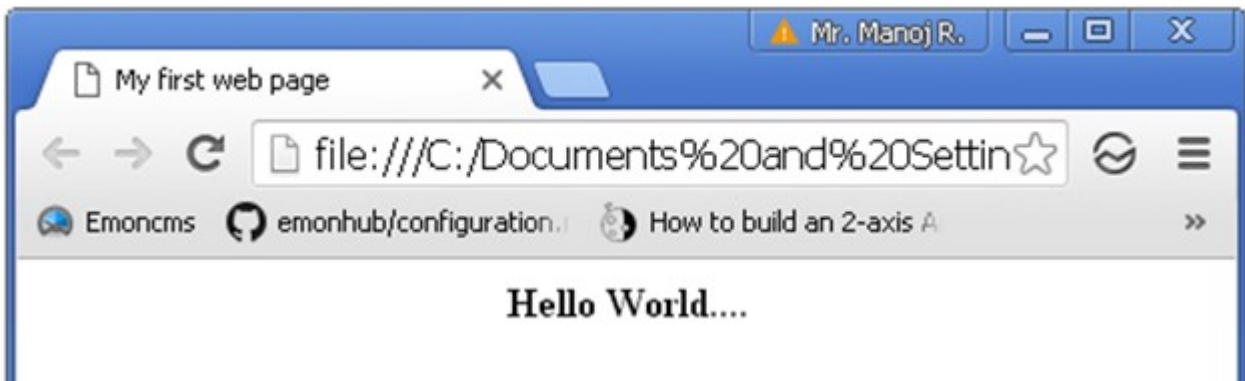 Mr. Manoj R.
My first web page
file:///C:/Documents%20and%20Settin
Emoncms emonhub/configuration. How to build an 2-axis A
Hello World....